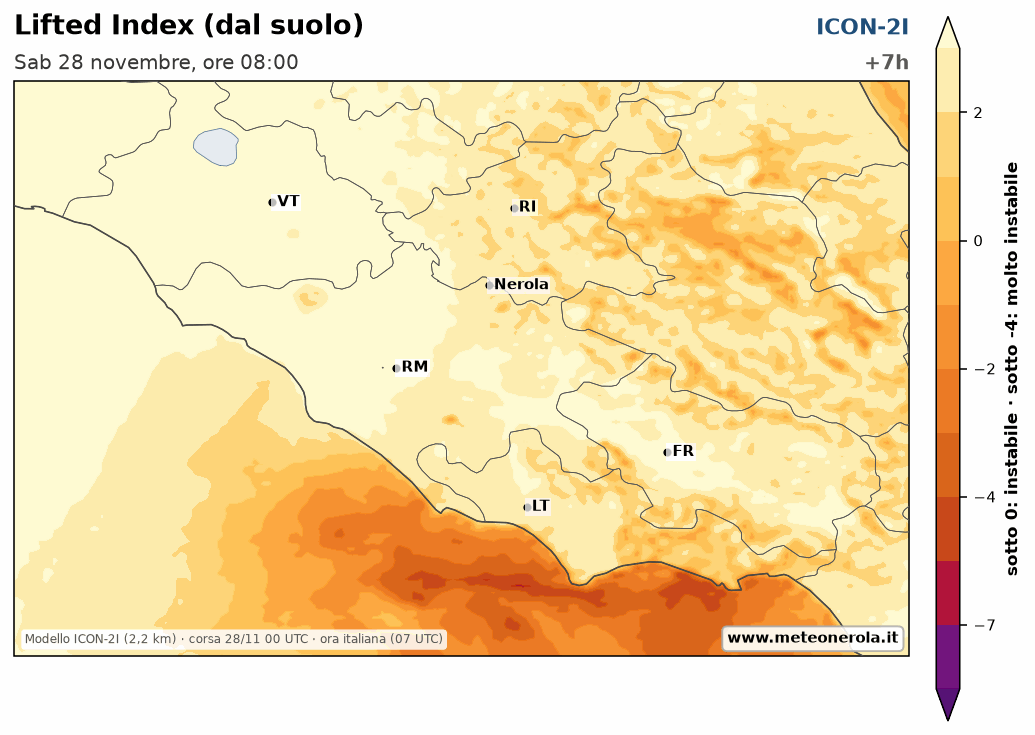 Lifted Index (dal suolo)
ICON-2I
Sab 28 novembre, ore 08:00
+7h
VT
RI
Nerola
RM
FR
LT
Modello ICON-2I (2,2 km) · corsa 28/11 00 UTC · ora italiana (07 UTC)
www.meteonerola.it
2
0
−2
−4
−7
sotto 0: instabile · sotto -4: molto instabile